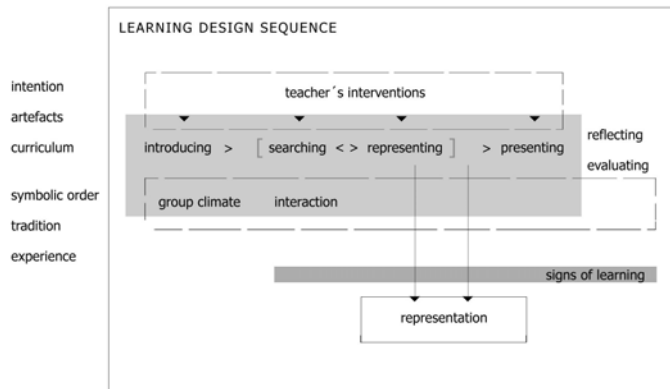 LEARNING DESIGN SEQUENCE
intention
artefacts
curriculum
symbolic order
tradition
experience
teacher´s interventions
introducing > [ searching < > representing ] > presenting
reflecting
evaluating
group climate interaction
signs of learning
representation